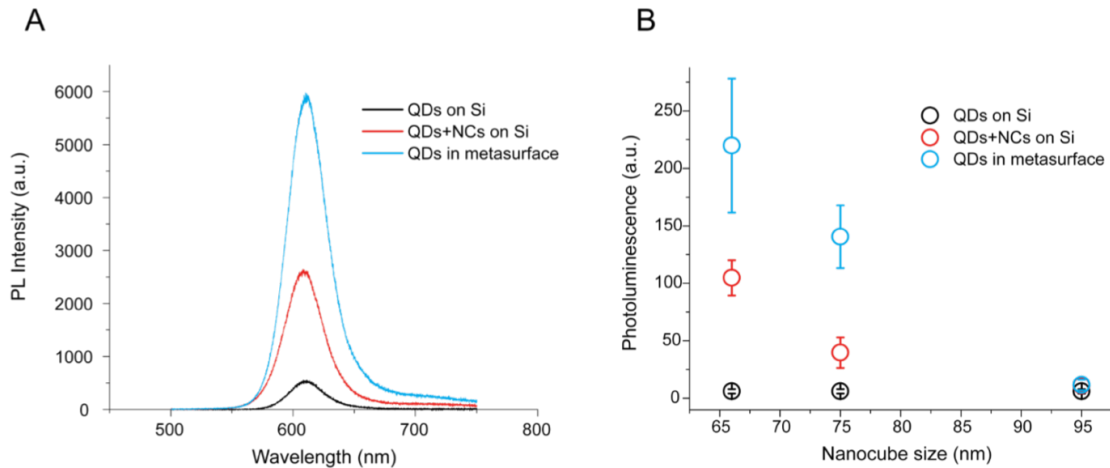 A
6000
5000
4000
3000
2000
1000
0
500
600
700
800
PL Intensity (a.u.)
Wavelength (nm)
QDs on Si
QDs+NCs on Si
QDs in metasurface
B
250
200
150
100
50
0
65
70
75
80
85
90
95
Photoluminescence (a.u.)
Nanocube size (nm)
QDs on Si
QDs+NCs on Si
QDs in metasurface